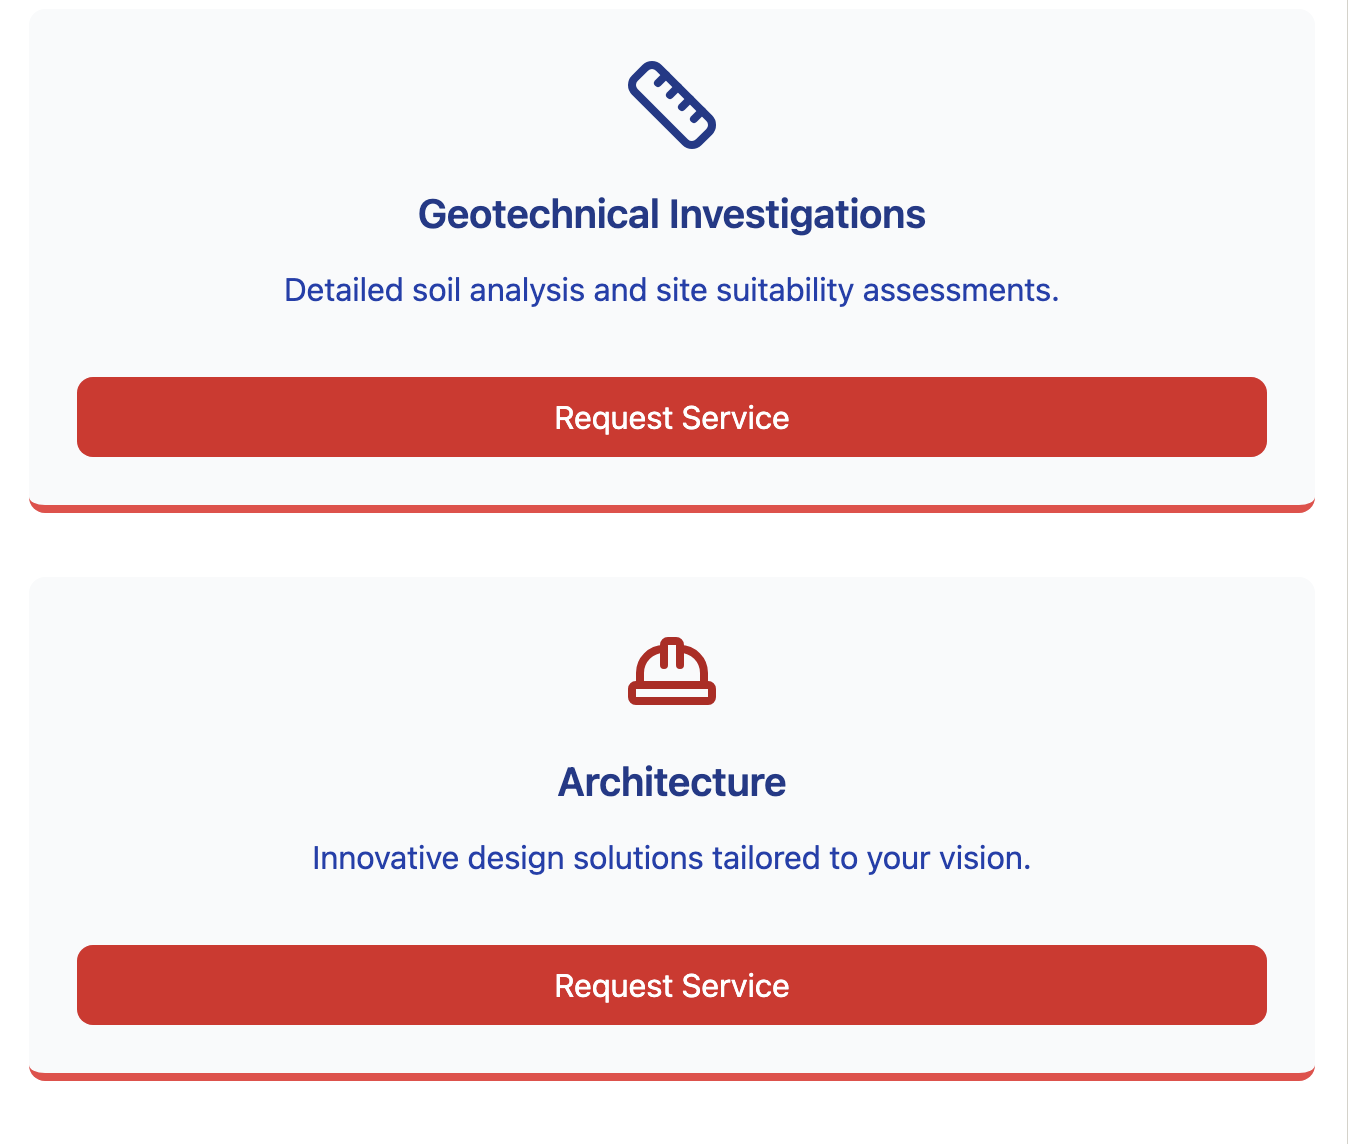 Geotechnical Investigations
Detailed soil analysis and site suitability assessments.
Request Service
Architecture
Innovative design solutions tailored to your vision.
Request Service